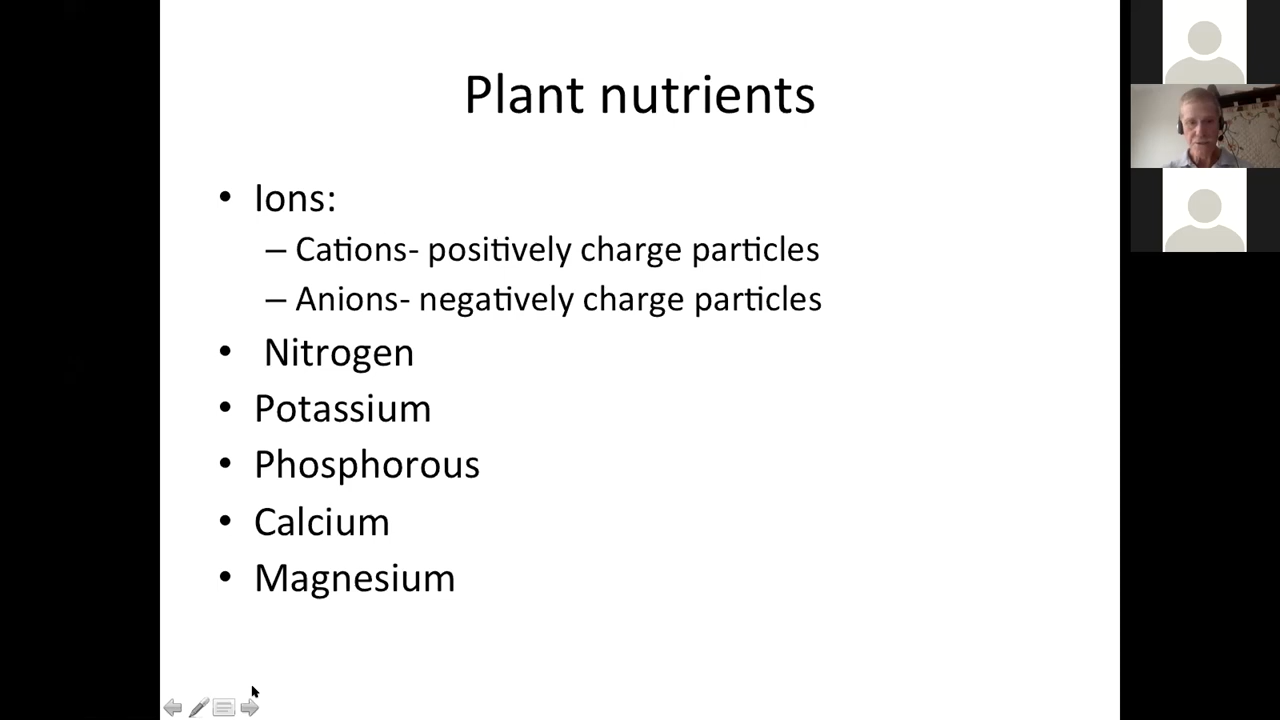 Plant nutrients
• Ions:
– Cations- positively charge particles
– Anions- negatively charge particles
• Nitrogen
• Potassium
• Phosphorous
• Calcium
• Magnesium